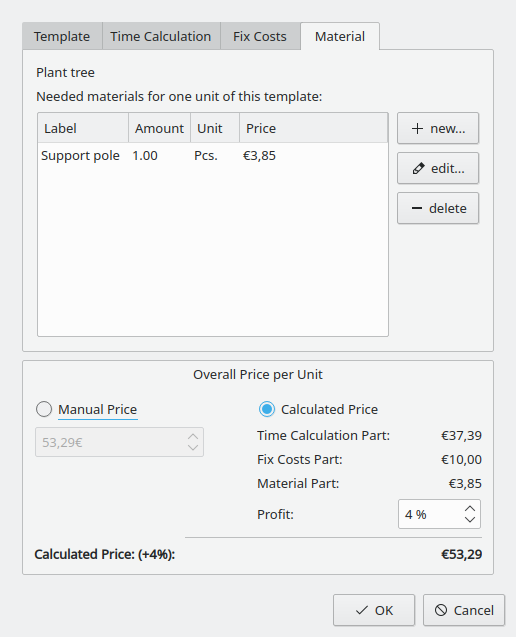 Template Time Calculation Fix Costs Material
Plant tree
Needed materials for one unit of this template:
Label Amount Unit Price
Support pole 1.00 Pcs. €3,85
new...
edit...
delete
Overall Price per Unit
Manual Price
Calculated Price
53,29€
Time Calculation Part: €37,39
Fix Costs Part: €10,00
Material Part: €3,85
Profit: 4 %
Calculated Price: (+4%): €53,29
OK Cancel